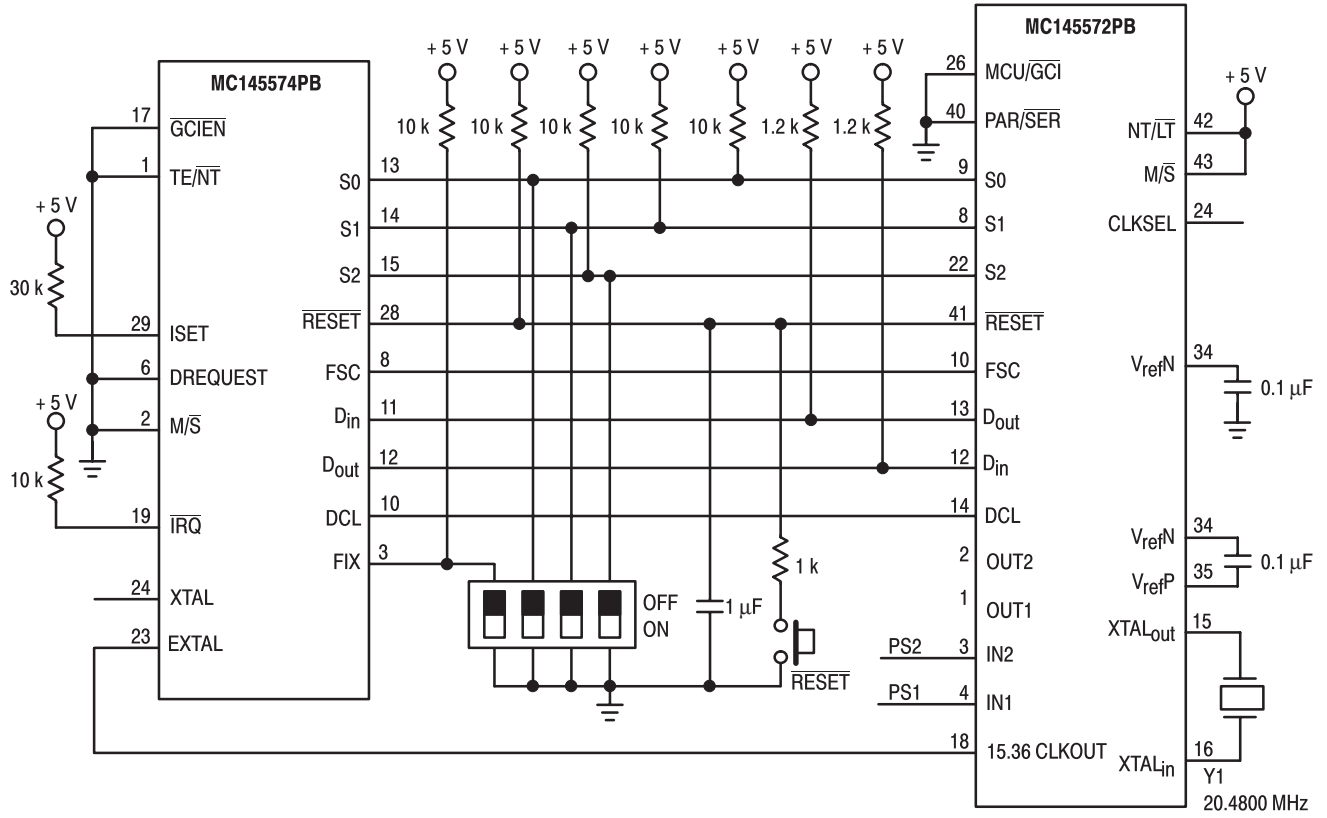 MC145574PB
17 GCIEN
1 TE/NT
+ 5 V
30 k
29 ISET
6 DREQUEST
2 M/S
+ 5 V
10 k
19 IRQ
24 XTAL
23 EXTAL
S0 13
S1 14
S2 15
RESET 28
FSC 8
Din 11
Dout 12
DCL 10
FIX 3
+ 5 V
+ 5 V
+ 5 V
+ 5 V
+ 5 V
+ 5 V
+ 5 V
10 k
10 k
10 k
10 k
10 k
1.2 k
1.2 k
OFF
ON
1 µF
1 k
RESET
MC145572PB
26 MCU/GCI
40 PAR/SER
9 S0
8 S1
22 S2
41 RESET
10 FSC
13 Dout
12 Din
14 DCL
2 OUT2
1 OUT1
PS2 3 IN2
PS1 4 IN1
18 15.36 CLKOUT
+ 5 V
NT/LT 42
M/S 43
CLKSEL 24
VrefN 34
0.1 µF
VrefN 34
0.1 µF
VrefP 35
XTALout 15
XTALin 16
Y1
20.4800 MHz